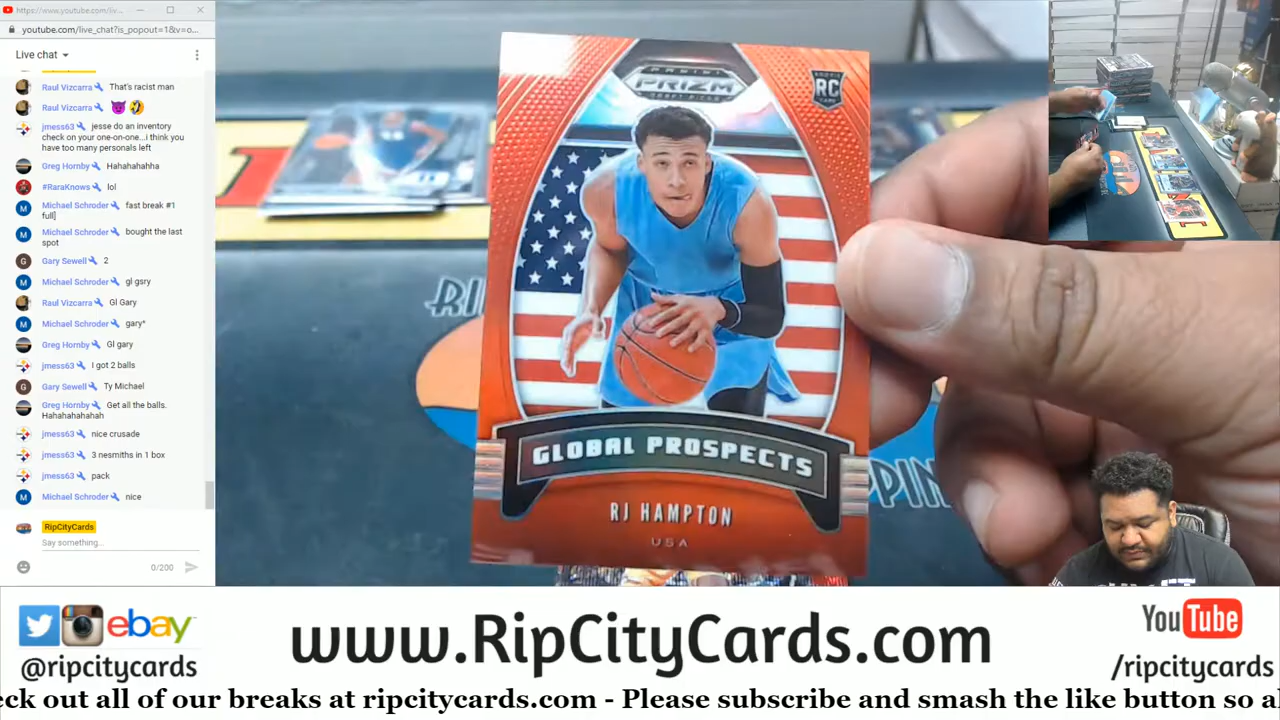 https://www.youtube.com/liv...
youtube.com/live_chat?is_popout=1&v=o...
Live chat
Raul Vizcarra That's racist man
Raul Vizcarra
jmess63 jesse do an inventory
check on your one-on-one...i think you
have too many personals left
Greg Hornby Hahahahahha
#RaraKnows lol
Michael Schroder fast break #1
full]
Michael Schroder bought the last
spot
Gary Sewell 2
Michael Schroder gl gsry
Raul Vizcarra Gl Gary
Michael Schroder gary*
Greg Hornby Gl gary
jmess63 I got 2 balls
Gary Sewell Ty Michael
Greg Hornby Get all the balls.
Hahahahahahah
jmess63 nice crusade
jmess63 3 nesmiths in 1 box
jmess63 pack
Michael Schroder nice
RipCityCards
Say something...
0/200
PANINI
PRIZM
DRAFT PICKS
RC
GLOBAL PROSPECTS
RJ HAMPTON
USA
ebay
@ripcitycards
www.RipCityCards.com
YouTube
/ripcitycards
eck out all of our breaks at ripcitycards.com - Please subscribe and smash the like button so al